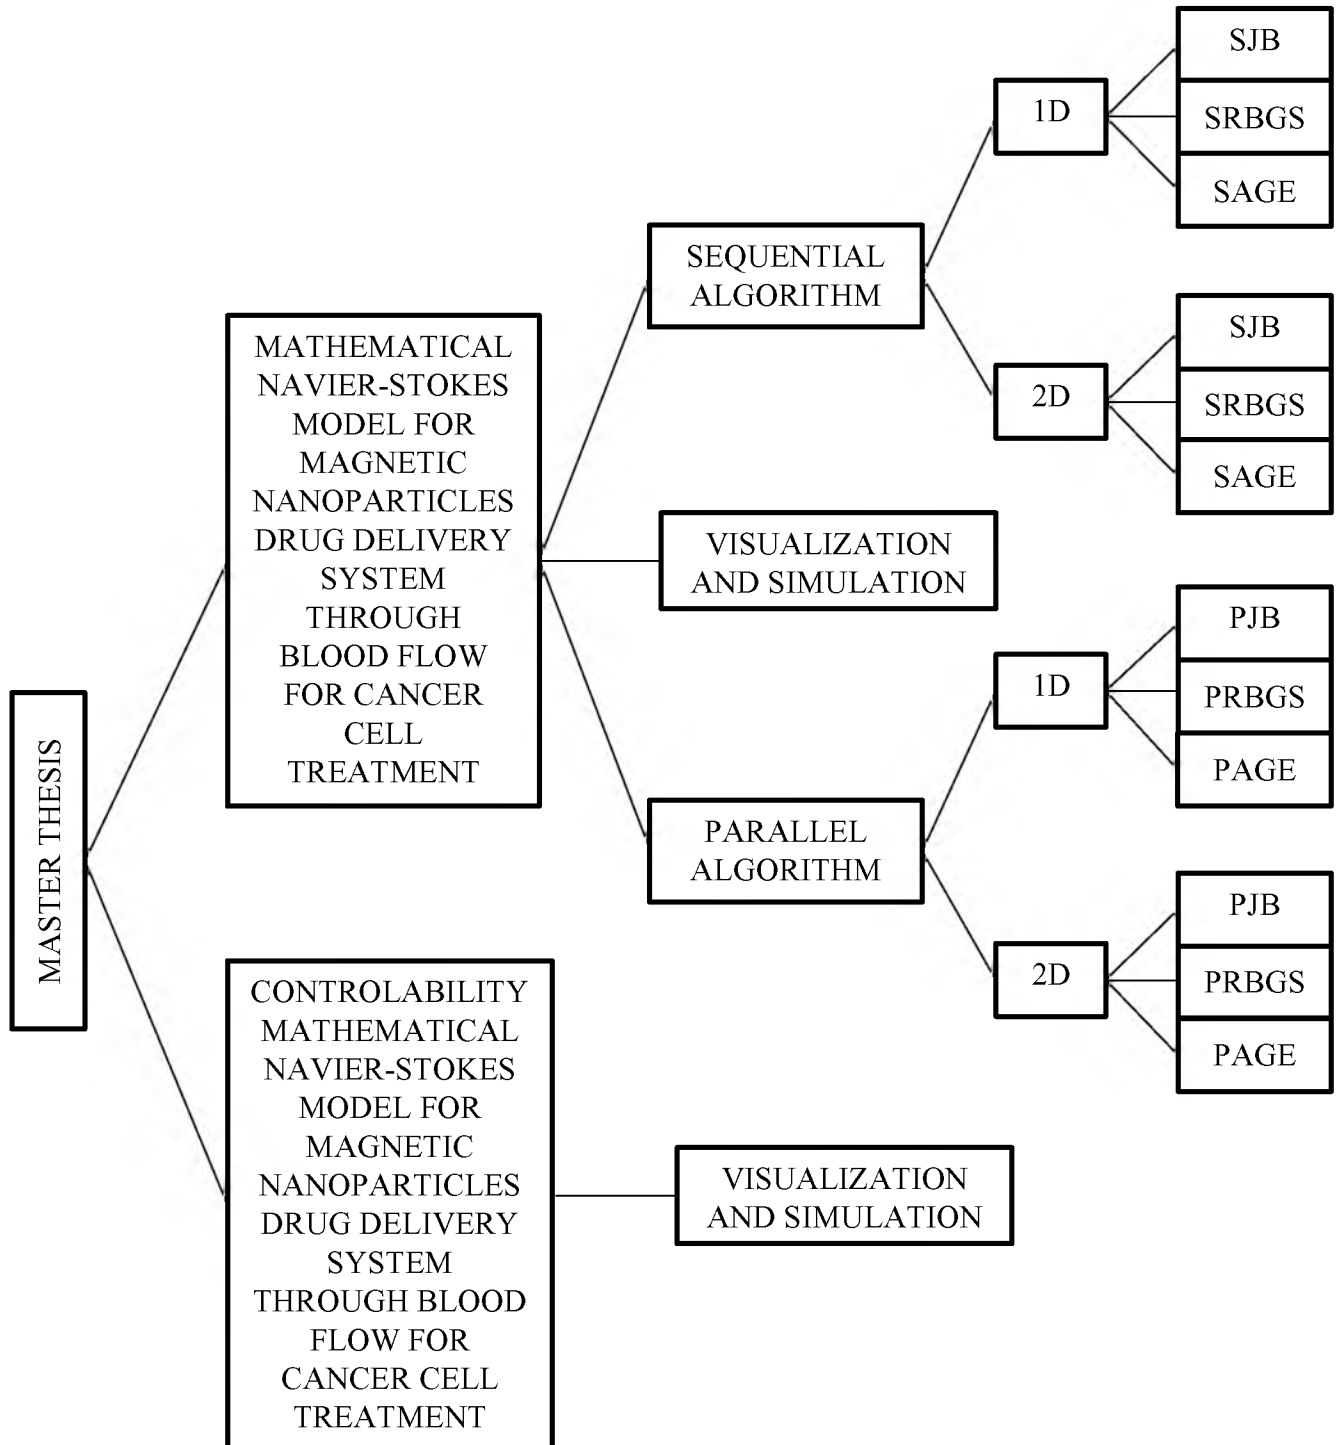 MASTER THESIS
MATHEMATICAL
NAVIER-STOKES
MODEL FOR
MAGNETIC
NANOPARTICLES
DRUG DELIVERY
SYSTEM
THROUGH
BLOOD FLOW
FOR CANCER
CELL
TREATMENT
SEQUENTIAL
ALGORITHM
1D
SJB
SRBGS
SAGE
2D
SJB
SRBGS
SAGE
VISUALIZATION
AND SIMULATION
PARALLEL
ALGORITHM
1D
PJB
PRBGS
PAGE
2D
PJB
PRBGS
PAGE
CONTROLABILITY
MATHEMATICAL
NAVIER-STOKES
MODEL FOR
MAGNETIC
NANOPARTICLES
DRUG DELIVERY
SYSTEM
THROUGH BLOOD
FLOW FOR
CANCER CELL
TREATMENT
VISUALIZATION
AND SIMULATION